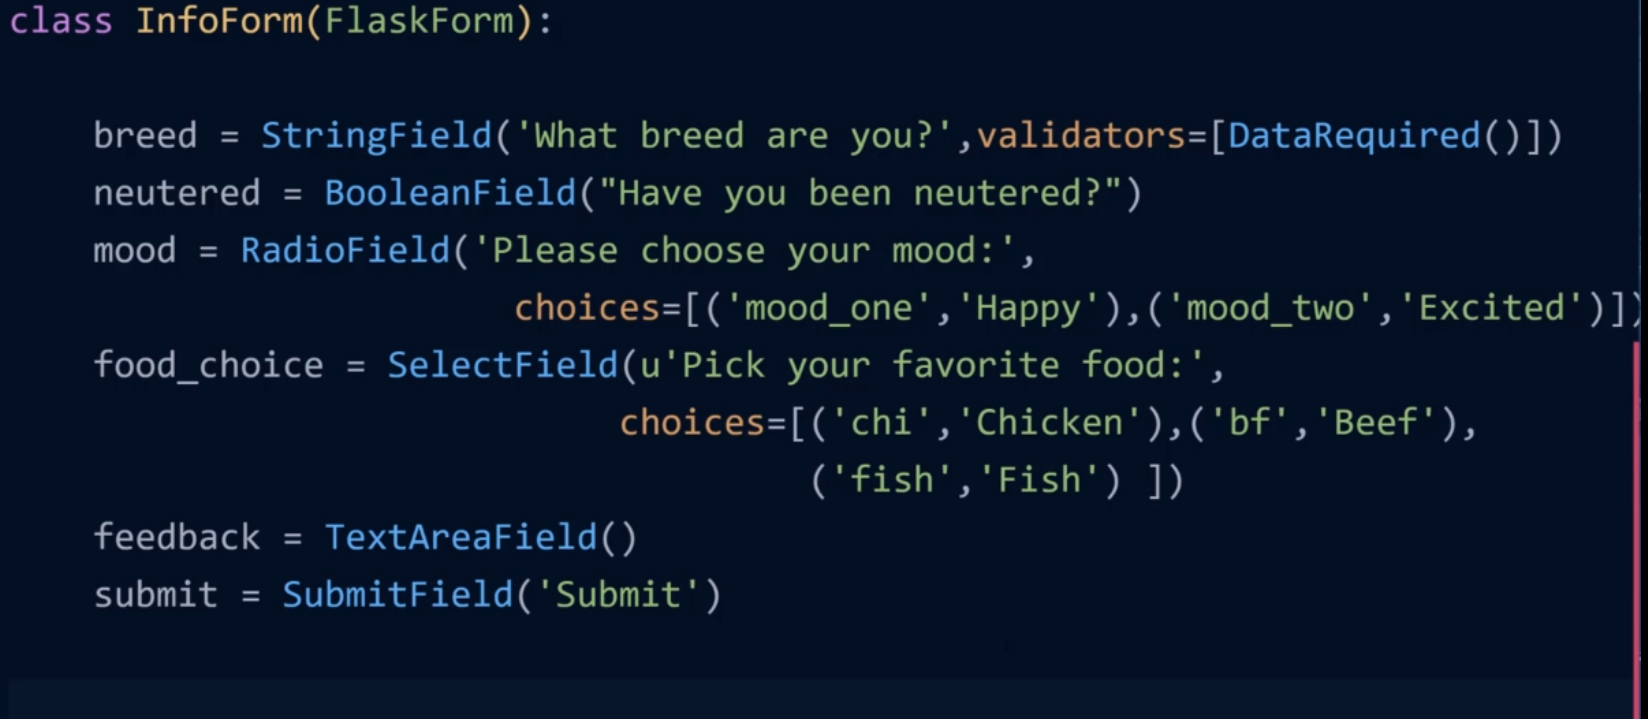 class InfoForm(FlaskForm):
breed = StringField('What breed are you?',validators=[DataRequired()])
neutered = BooleanField("Have you been neutered?")
mood = RadioField('Please choose your mood:',
choices=[('mood_one','Happy'),('mood_two','Excited')])
food_choice = SelectField(u'Pick your favorite food:',
choices=[('chi','Chicken'),('bf','Beef'),
('fish','Fish') ])
feedback = TextAreaField()
submit = SubmitField('Submit')